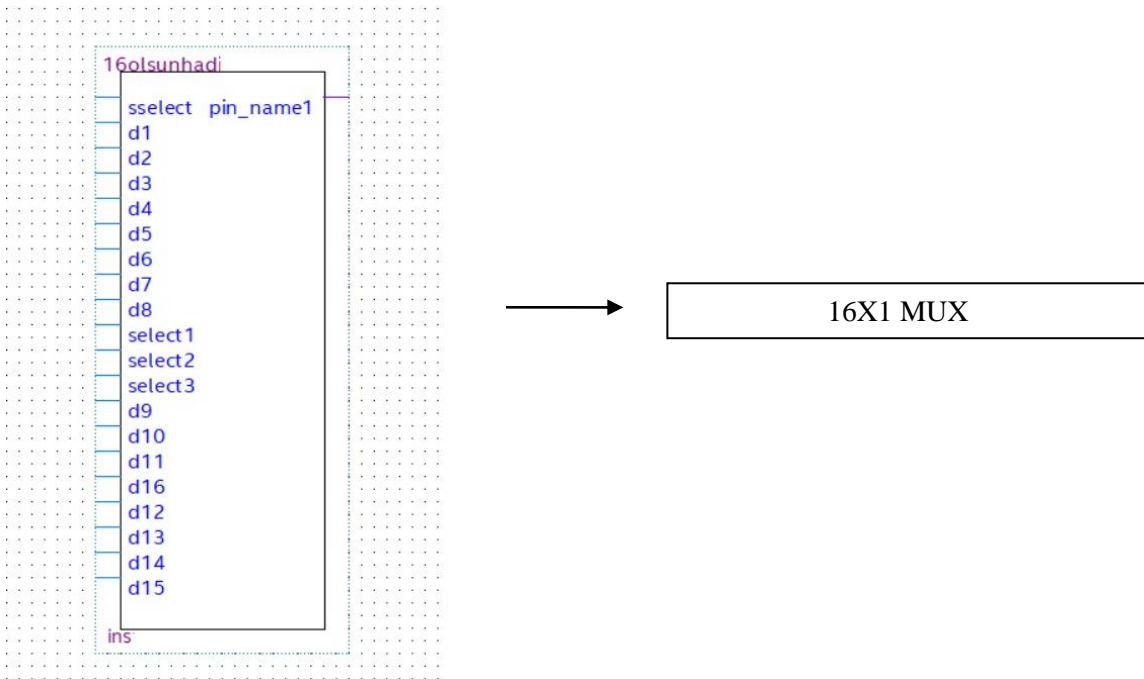 16olsunhadi
sselect pin_name1
d1
d2
d3
d4
d5
d6
d7
d8
select1
select2
select3
d9
d10
d11
d16
d12
d13
d14
d15
ins
16X1 MUX